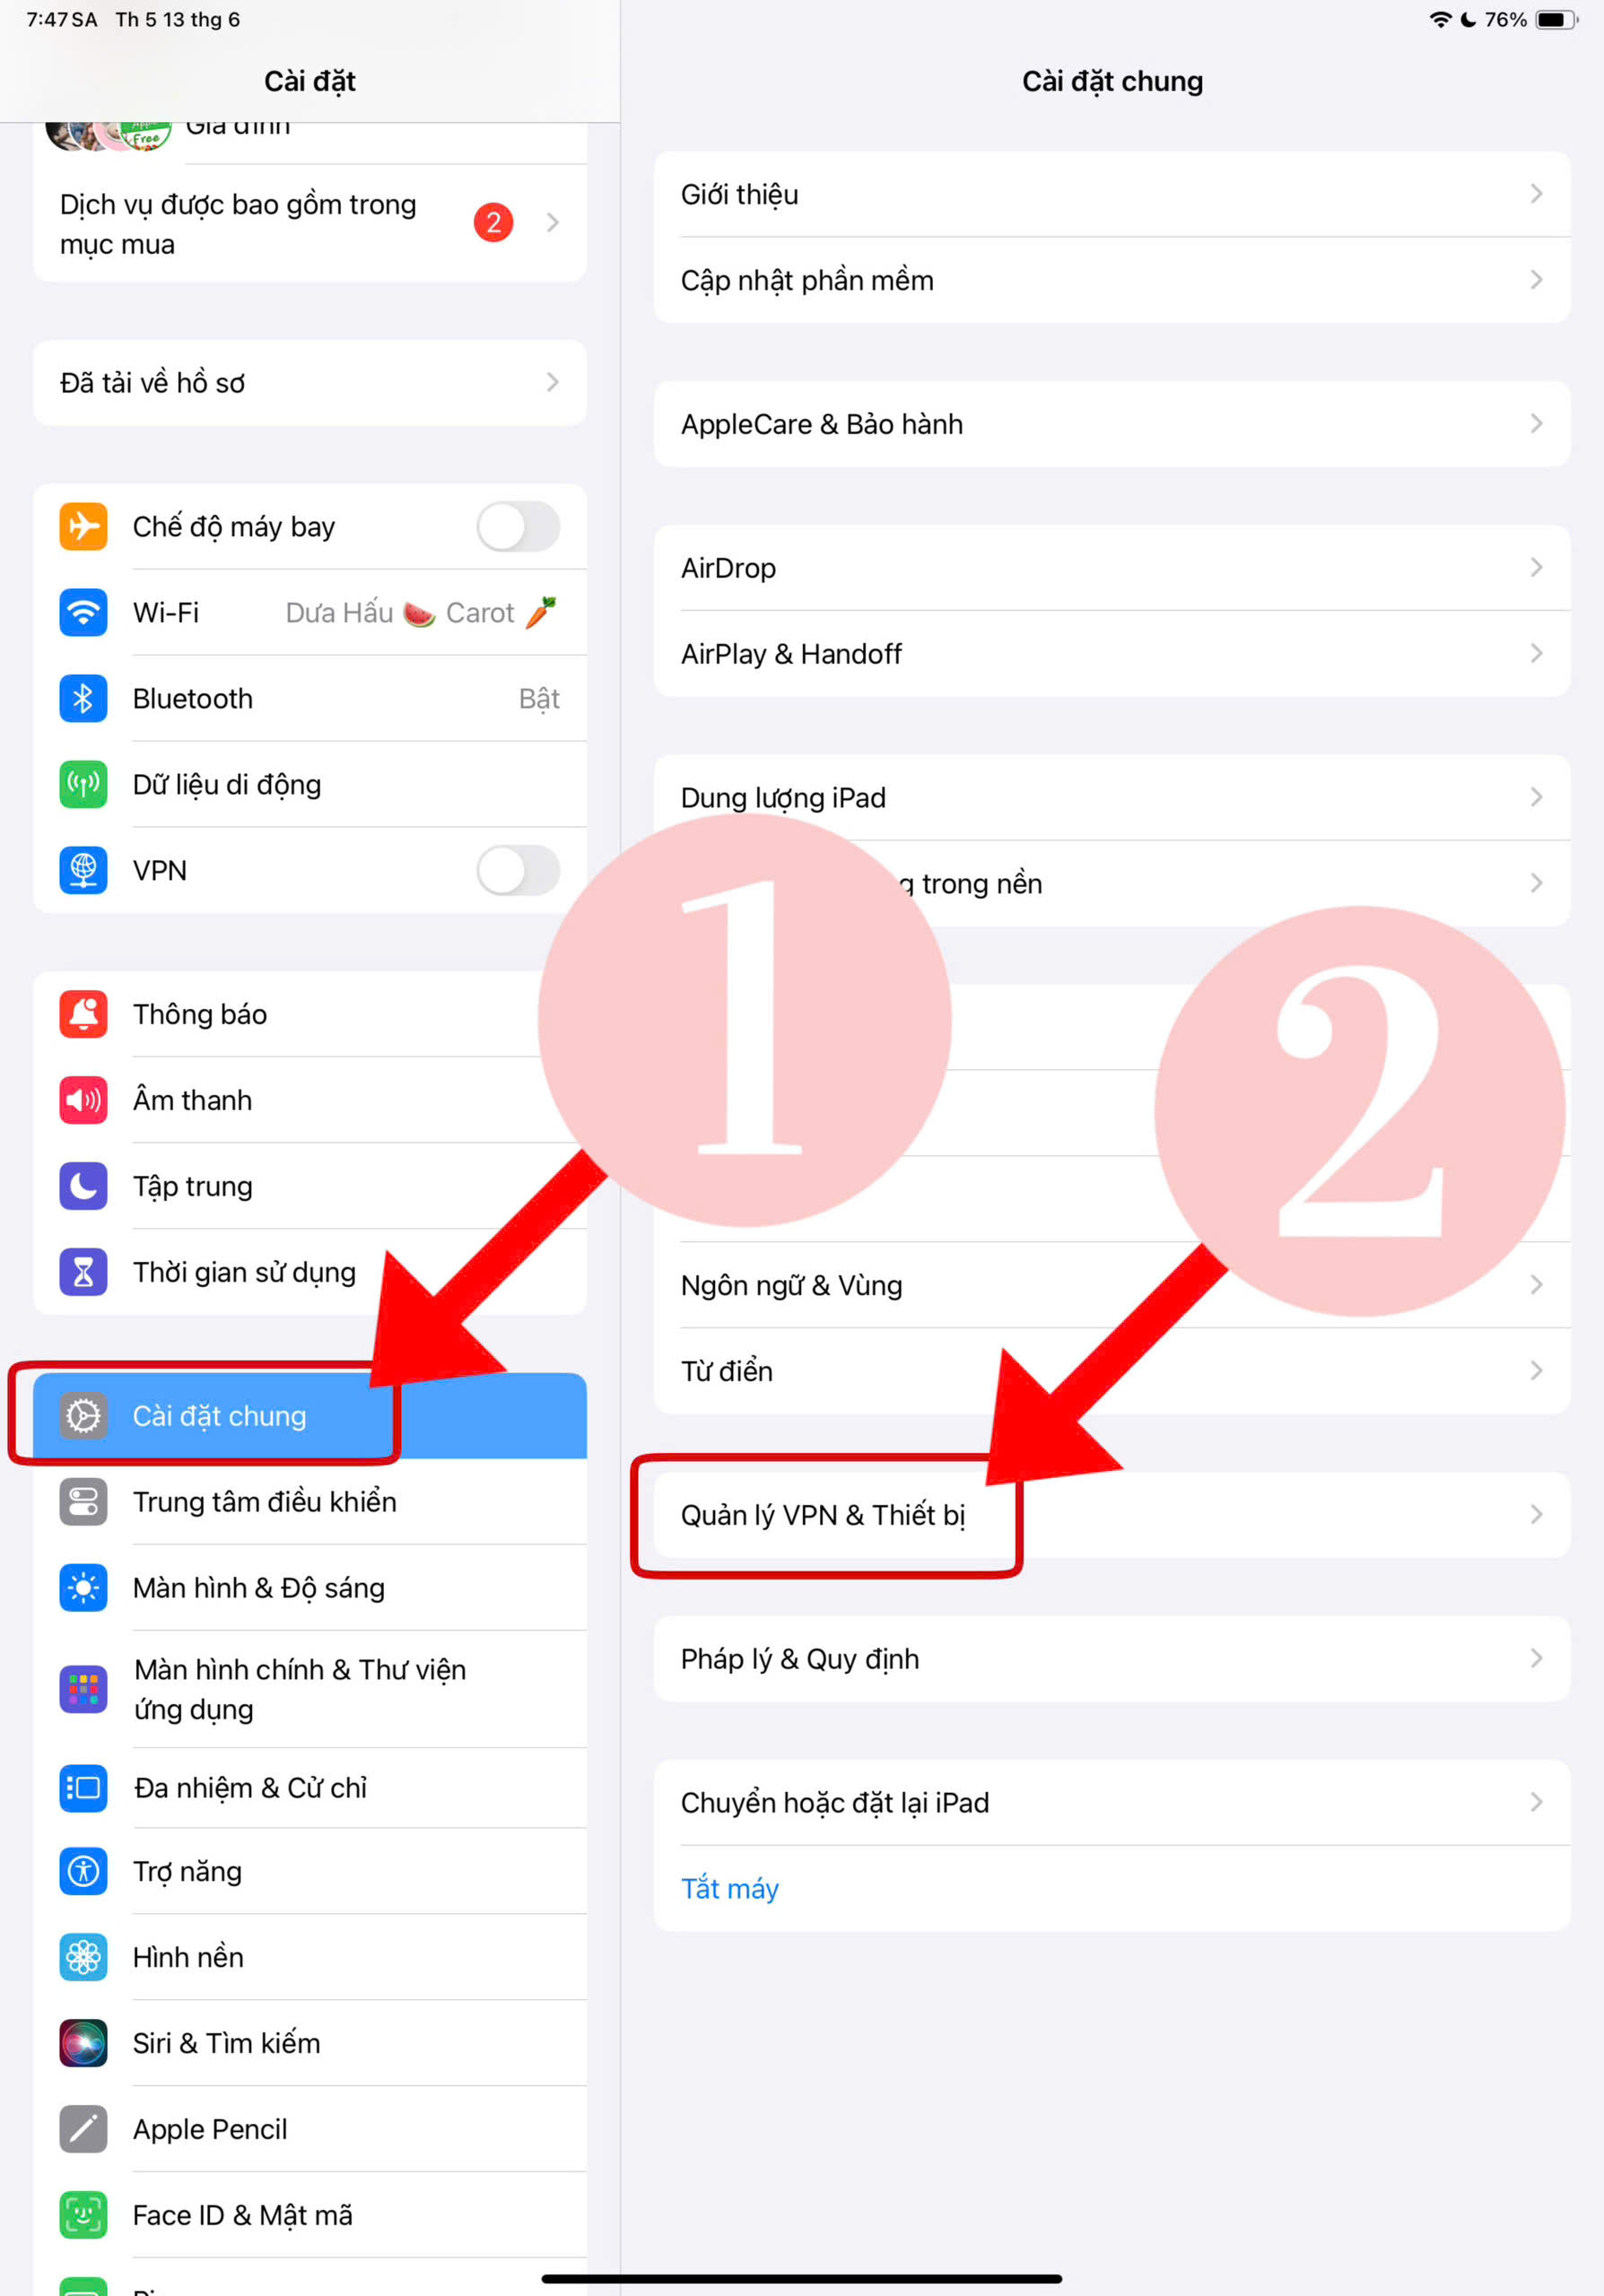 7:47 SA Th 5 13 thg 6
76%
Cài đặt
Gia đình
Free
Dịch vụ được bao gồm trong
mục mua
2
Đã tải về hồ sơ
Chế độ máy bay
Wi-Fi Dưa Hấu 🍉 Carot 🥕
Bluetooth Bật
Dữ liệu di động
VPN
Thông báo
Âm thanh
Tập trung
Thời gian sử dụng
Cài đặt chung
Trung tâm điều khiển
Màn hình & Độ sáng
Màn hình chính & Thư viện
ứng dụng
Đa nhiệm & Cử chỉ
Trợ năng
Hình nền
Siri & Tìm kiếm
Apple Pencil
Face ID & Mật mã
Cài đặt chung
Giới thiệu
Cập nhật phần mềm
AppleCare & Bảo hành
AirDrop
AirPlay & Handoff
Dung lượng iPad
trong nền
1
2
Ngôn ngữ & Vùng
Từ điển
Quản lý VPN & Thiết bị
Pháp lý & Quy định
Chuyển hoặc đặt lại iPad
Tắt máy